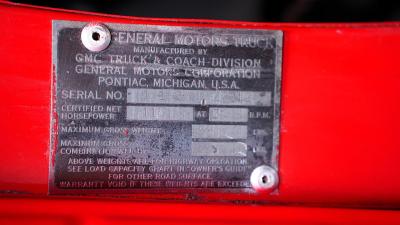 GENERAL MOTORS TRUCK
MANUFACTURED BY
GMC TRUCK & COACH DIVISION
GENERAL MOTORS CORPORATION
PONTIAC, MICHIGAN, U.S.A.
SERIAL NO.
CERTIFIED NET
HORSEPOWER AT R.P.M.
MAXIMUM GROSS WEIGHT LBS.
MAXIMUM GROSS
COMBINATION WEIGHT
ABOVE WEIGHTS ARE FOR HIGHWAY OPERATION
SEE LOAD CAPACITY CHART IN OWNER'S GUIDE
FOR OTHER ROAD SURFACE.
WARRANTY VOID IF THESE WEIGHTS ARE EXCEEDED